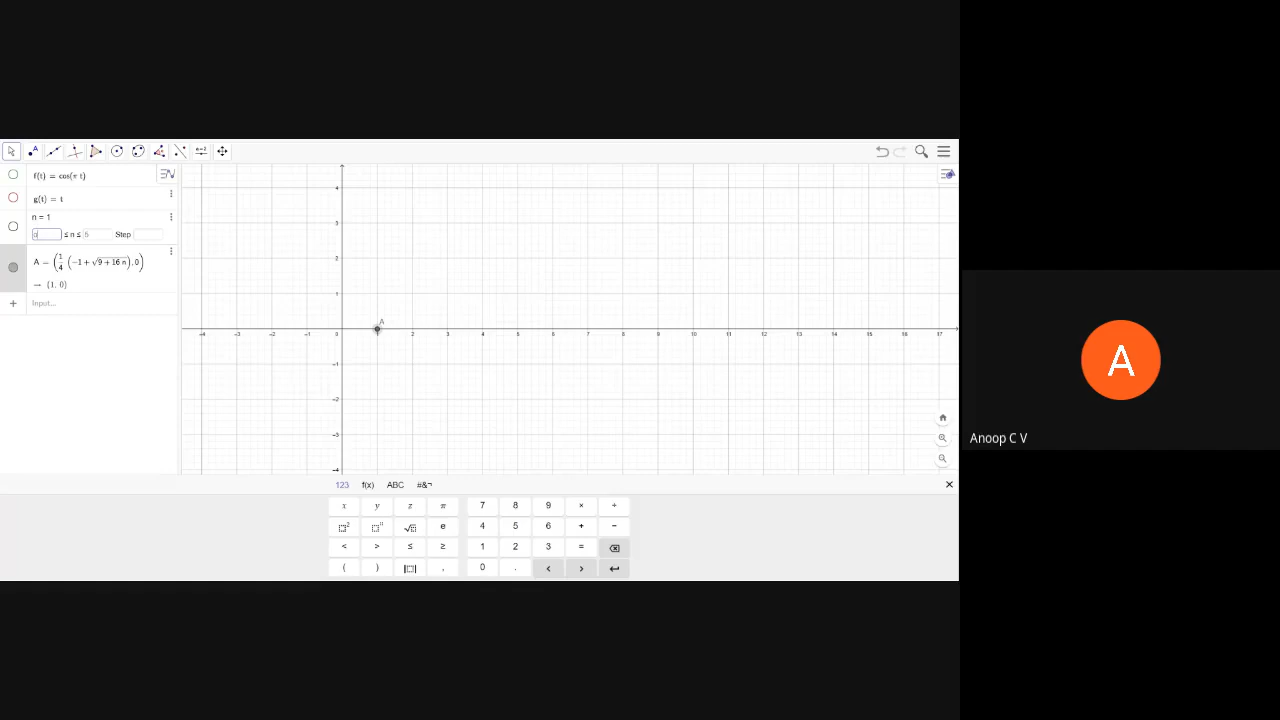 f(t) = cos(π t)
g(t) = t
n = 1
≤ n ≤ 5 Step
A = (1/4 (−1 + √9 + 16 n), 0)
→ (1, 0)
+ Input...
n=2
4
3
2
1
−4 −3 −2 −1 0 2 3 4 5 6 7 8 9 10 11 12 13 14 15 16 17
A
−1
−2
−3
−4
123 f(x) ABC #&¬
x y z π 7 8 9 × ÷
□² □ⁿ √□ e 4 5 6 + −
< > ≤ ≥ 1 2 3 =
( ) |□| , 0 . < >
A
Anoop C V